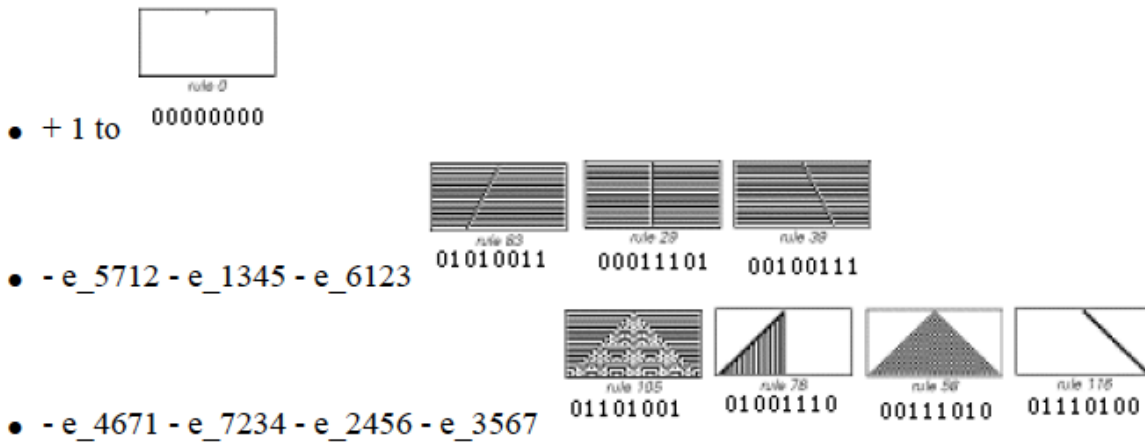 rule 0
00000000
• + 1 to
rule 83 rule 29 rule 39
01010011 00011101 00100111
• - e_5712 - e_1345 - e_6123
rule 105 rule 78 rule 58 rule 116
01101001 01001110 00111010 01110100
• - e_4671 - e_7234 - e_2456 - e_3567